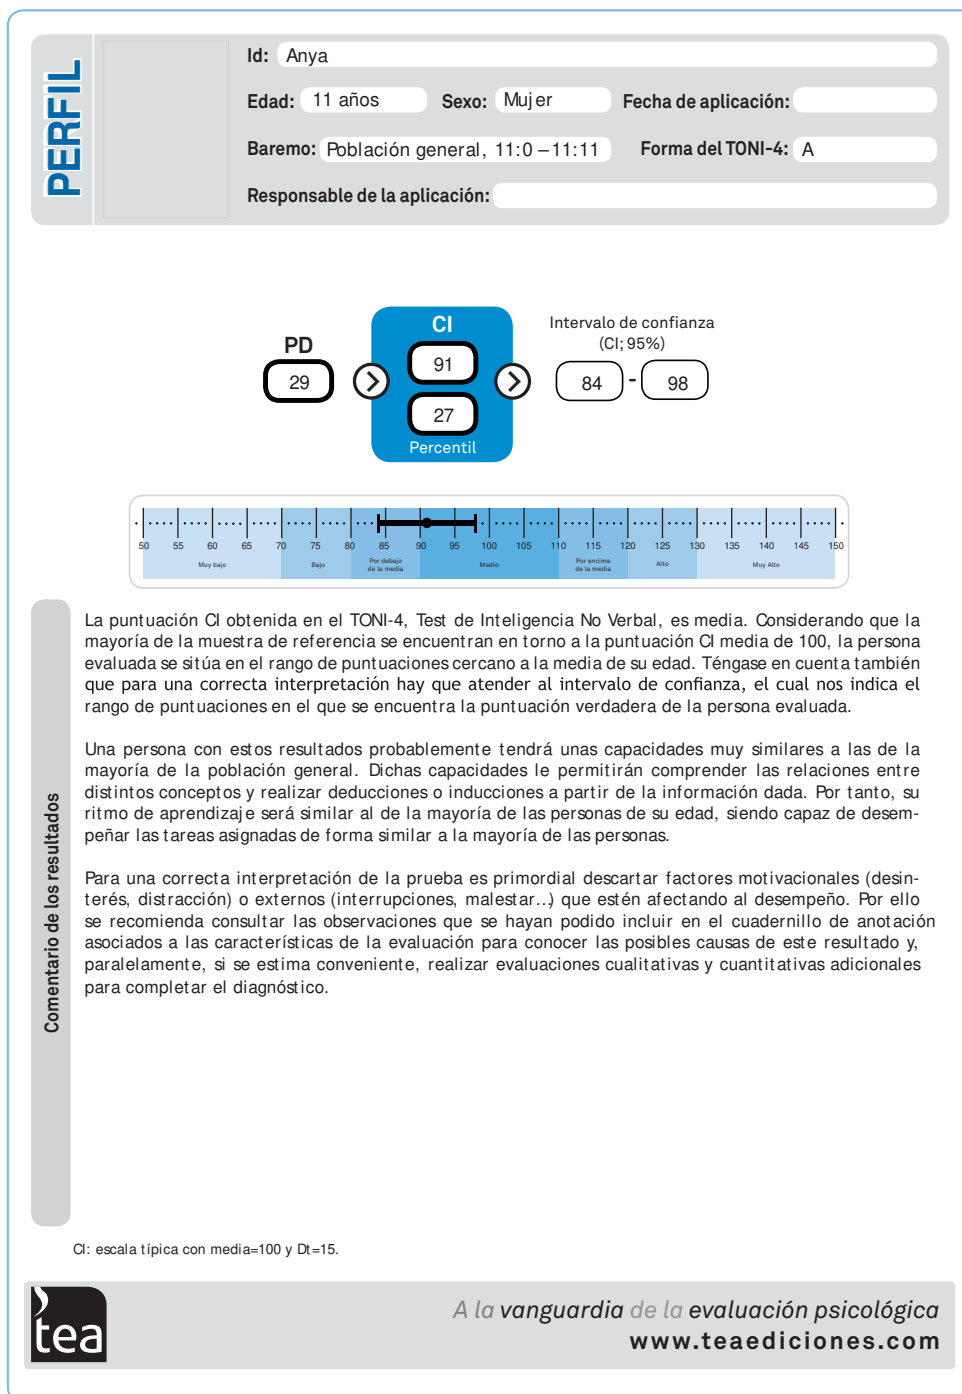 PERFIL
Id: Anya
Edad: 11 años Sexo: Mujer Fecha de aplicación:
Baremo: Población general, 11:0 – 11:11 Forma del TONI-4: A
Responsable de la aplicación:
CI
Intervalo de confianza
(CI; 95%)
PD
91
29
84 - 98
27
Percentil
50 55 60 65 70 75 80 85 90 95 100 105 110 115 120 125 130 135 140 145 150
Muy bajo Bajo Por debajo de la media Medio Por encima de la media Alto Muy Alto
Comentario de los resultados
La puntuación CI obtenida en el TONI-4, Test de Inteligencia No Verbal, es media. Considerando que la
mayoría de la muestra de referencia se encuentran en torno a la puntuación CI media de 100, la persona
evaluada se sitúa en el rango de puntuaciones cercano a la media de su edad. Téngase en cuenta también
que para una correcta interpretación hay que atender al intervalo de confianza, el cual nos indica el
rango de puntuaciones en el que se encuentra la puntuación verdadera de la persona evaluada.
Una persona con estos resultados probablemente tendrá unas capacidades muy similares a las de la
mayoría de la población general. Dichas capacidades le permitirán comprender las relaciones entre
distintos conceptos y realizar deducciones o inducciones a partir de la información dada. Por tanto, su
ritmo de aprendizaje será similar al de la mayoría de las personas de su edad, siendo capaz de desem-
peñar las tareas asignadas de forma similar a la mayoría de las personas.
Para una correcta interpretación de la prueba es primordial descartar factores motivacionales (desin-
terés, distracción) o externos (interrupciones, malestar...) que estén afectando al desempeño. Por ello
se recomienda consultar las observaciones que se hayan podido incluir en el cuadernillo de anotación
asociados a las características de la evaluación para conocer las posibles causas de este resultado y,
paralelamente, si se estima conveniente, realizar evaluaciones cualitativas y cuantitativas adicionales
para completar el diagnóstico.
CI: escala típica con media=100 y Dt=15.
tea
A la vanguardia de la evaluación psicológica
www.teaediciones.com